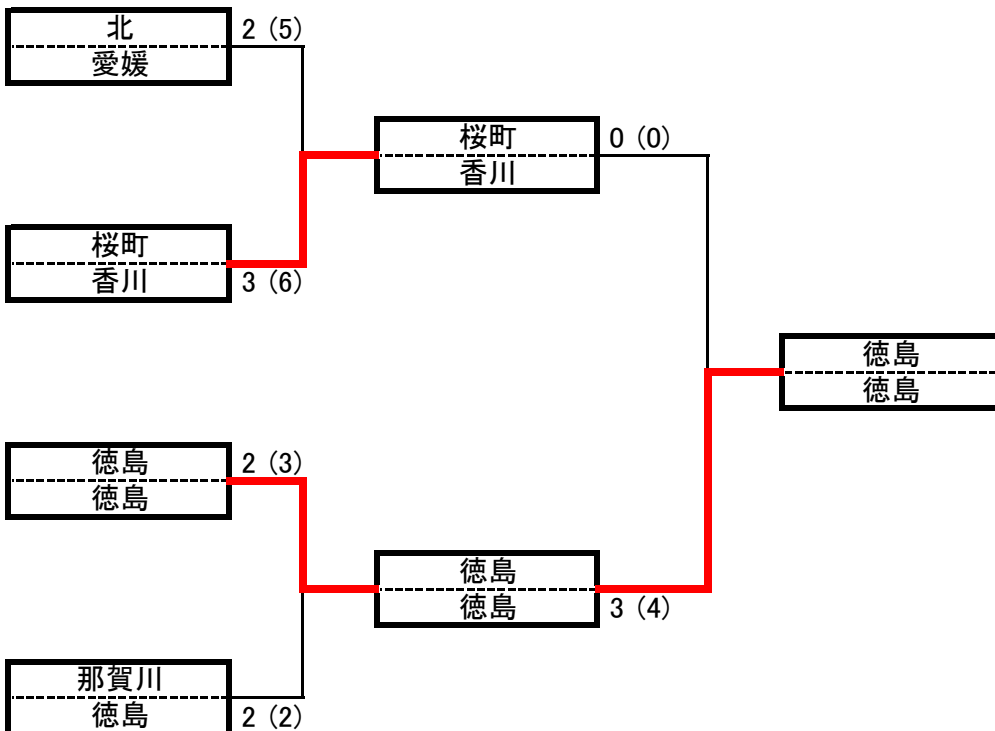 北
愛媛
2 (5)
桜町
香川
3 (6)
桜町
香川
0 (0)
徳島
徳島
2 (3)
那賀川
徳島
2 (2)
徳島
徳島
3 (4)
徳島
徳島